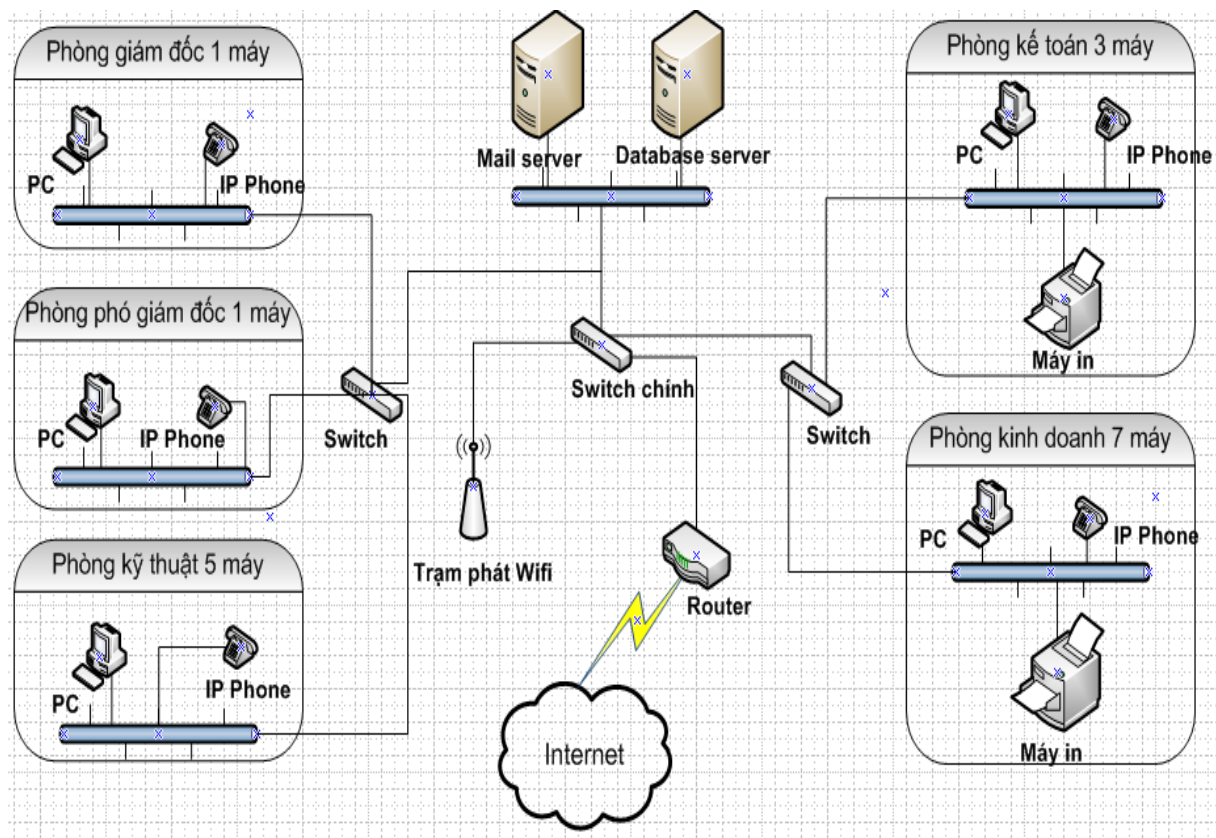 Phòng giám đốc 1 máy
PC
IP Phone
Phòng phó giám đốc 1 máy
PC
IP Phone
Phòng kỹ thuật 5 máy
PC
IP Phone
Mail server
Database server
Switch chính
Switch
Switch
Trạm phát Wifi
Router
Internet
Phòng kế toán 3 máy
PC
IP Phone
Máy in
Phòng kinh doanh 7 máy
PC
IP Phone
Máy in